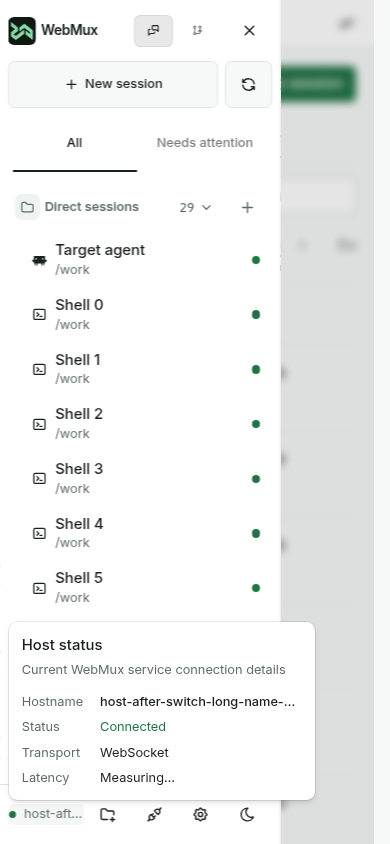 WebMux
New session
All Needs attention
Direct sessions 29
Target agent
/work
Shell 0
/work
Shell 1
/work
Shell 2
/work
Shell 3
/work
Shell 4
/work
Shell 5
/work
Host status
Current WebMux service connection details
Hostname host-after-switch-long-name-...
Status Connected
Transport WebSocket
Latency Measuring...
host-aft...